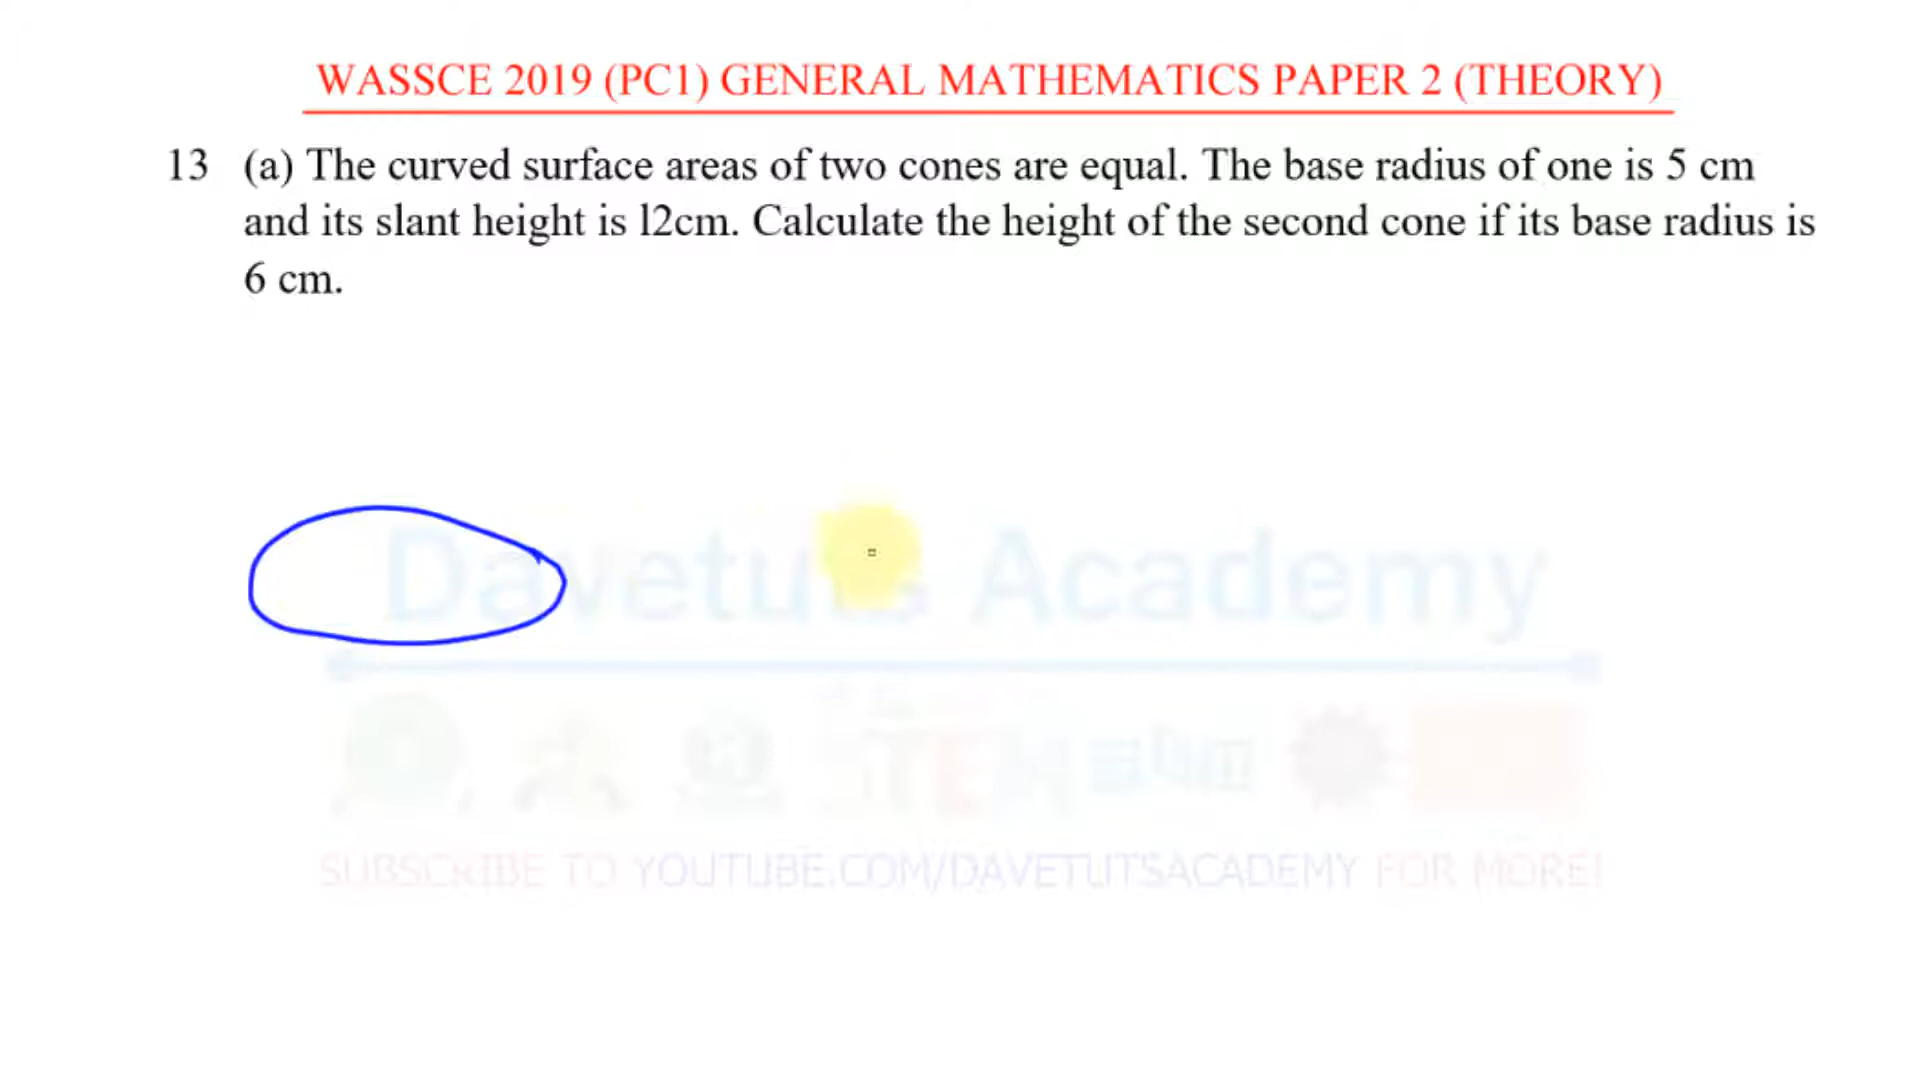 WASSCE 2019 (PC1) GENERAL MATHEMATICS PAPER 2 (THEORY)
13 (a) The curved surface areas of two cones are equal. The base radius of one is 5 cm
and its slant height is l2cm. Calculate the height of the second cone if its base radius is
6 cm.
Davetuts Academy
SUBSCRIBE TO YOUTUBE.COM/DAVETUTSACADEMY FOR MORE!